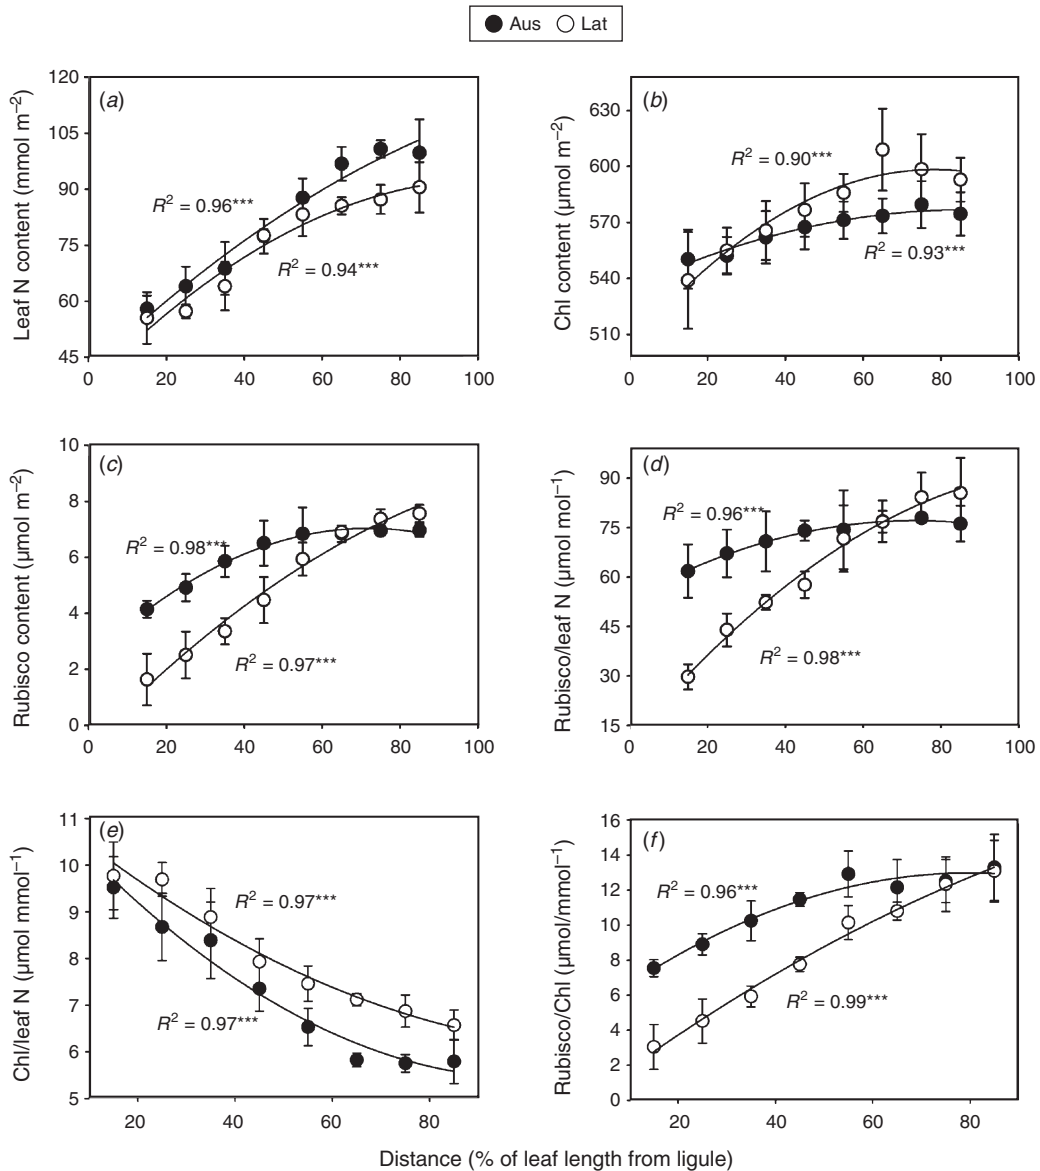 Aus Lat
(a)
Leaf N content (mmol m⁻²)
120
105
90
75
60
45
R² = 0.96***
R² = 0.94***
0 20 40 60 80 100
(b)
Chl content (µmol m⁻²)
630
600
570
540
510
R² = 0.90***
R² = 0.93***
0 20 40 60 80 100
(c)
Rubisco content (µmol m⁻²)
10
8
6
4
2
0
R² = 0.98***
R² = 0.97***
0 20 40 60 80 100
(d)
Rubisco/leaf N (µmol mol⁻¹)
90
75
60
45
30
15
R² = 0.96***
R² = 0.98***
0 20 40 60 80 100
(e)
Chl/leaf N (µmol mmol⁻¹)
11
10
9
8
7
6
5
R² = 0.97***
R² = 0.97***
20 40 60 80
(f)
Rubisco/Chl (µmol/mmol⁻¹)
16
14
12
10
8
6
4
2
0
R² = 0.96***
R² = 0.99***
20 40 60 80
Distance (% of leaf length from ligule)